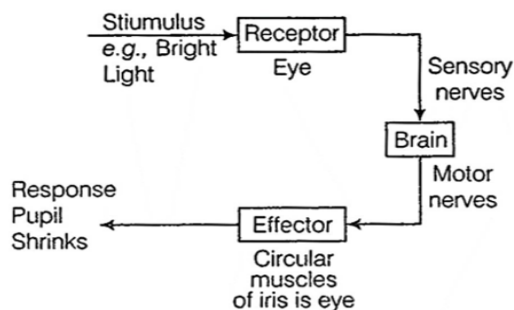 Stiumulus
e.g., Bright
Light
Receptor
Eye
Sensory
nerves
Brain
Motor
nerves
Effector
Circular
muscles
of iris is eye
Response
Pupil
Shrinks